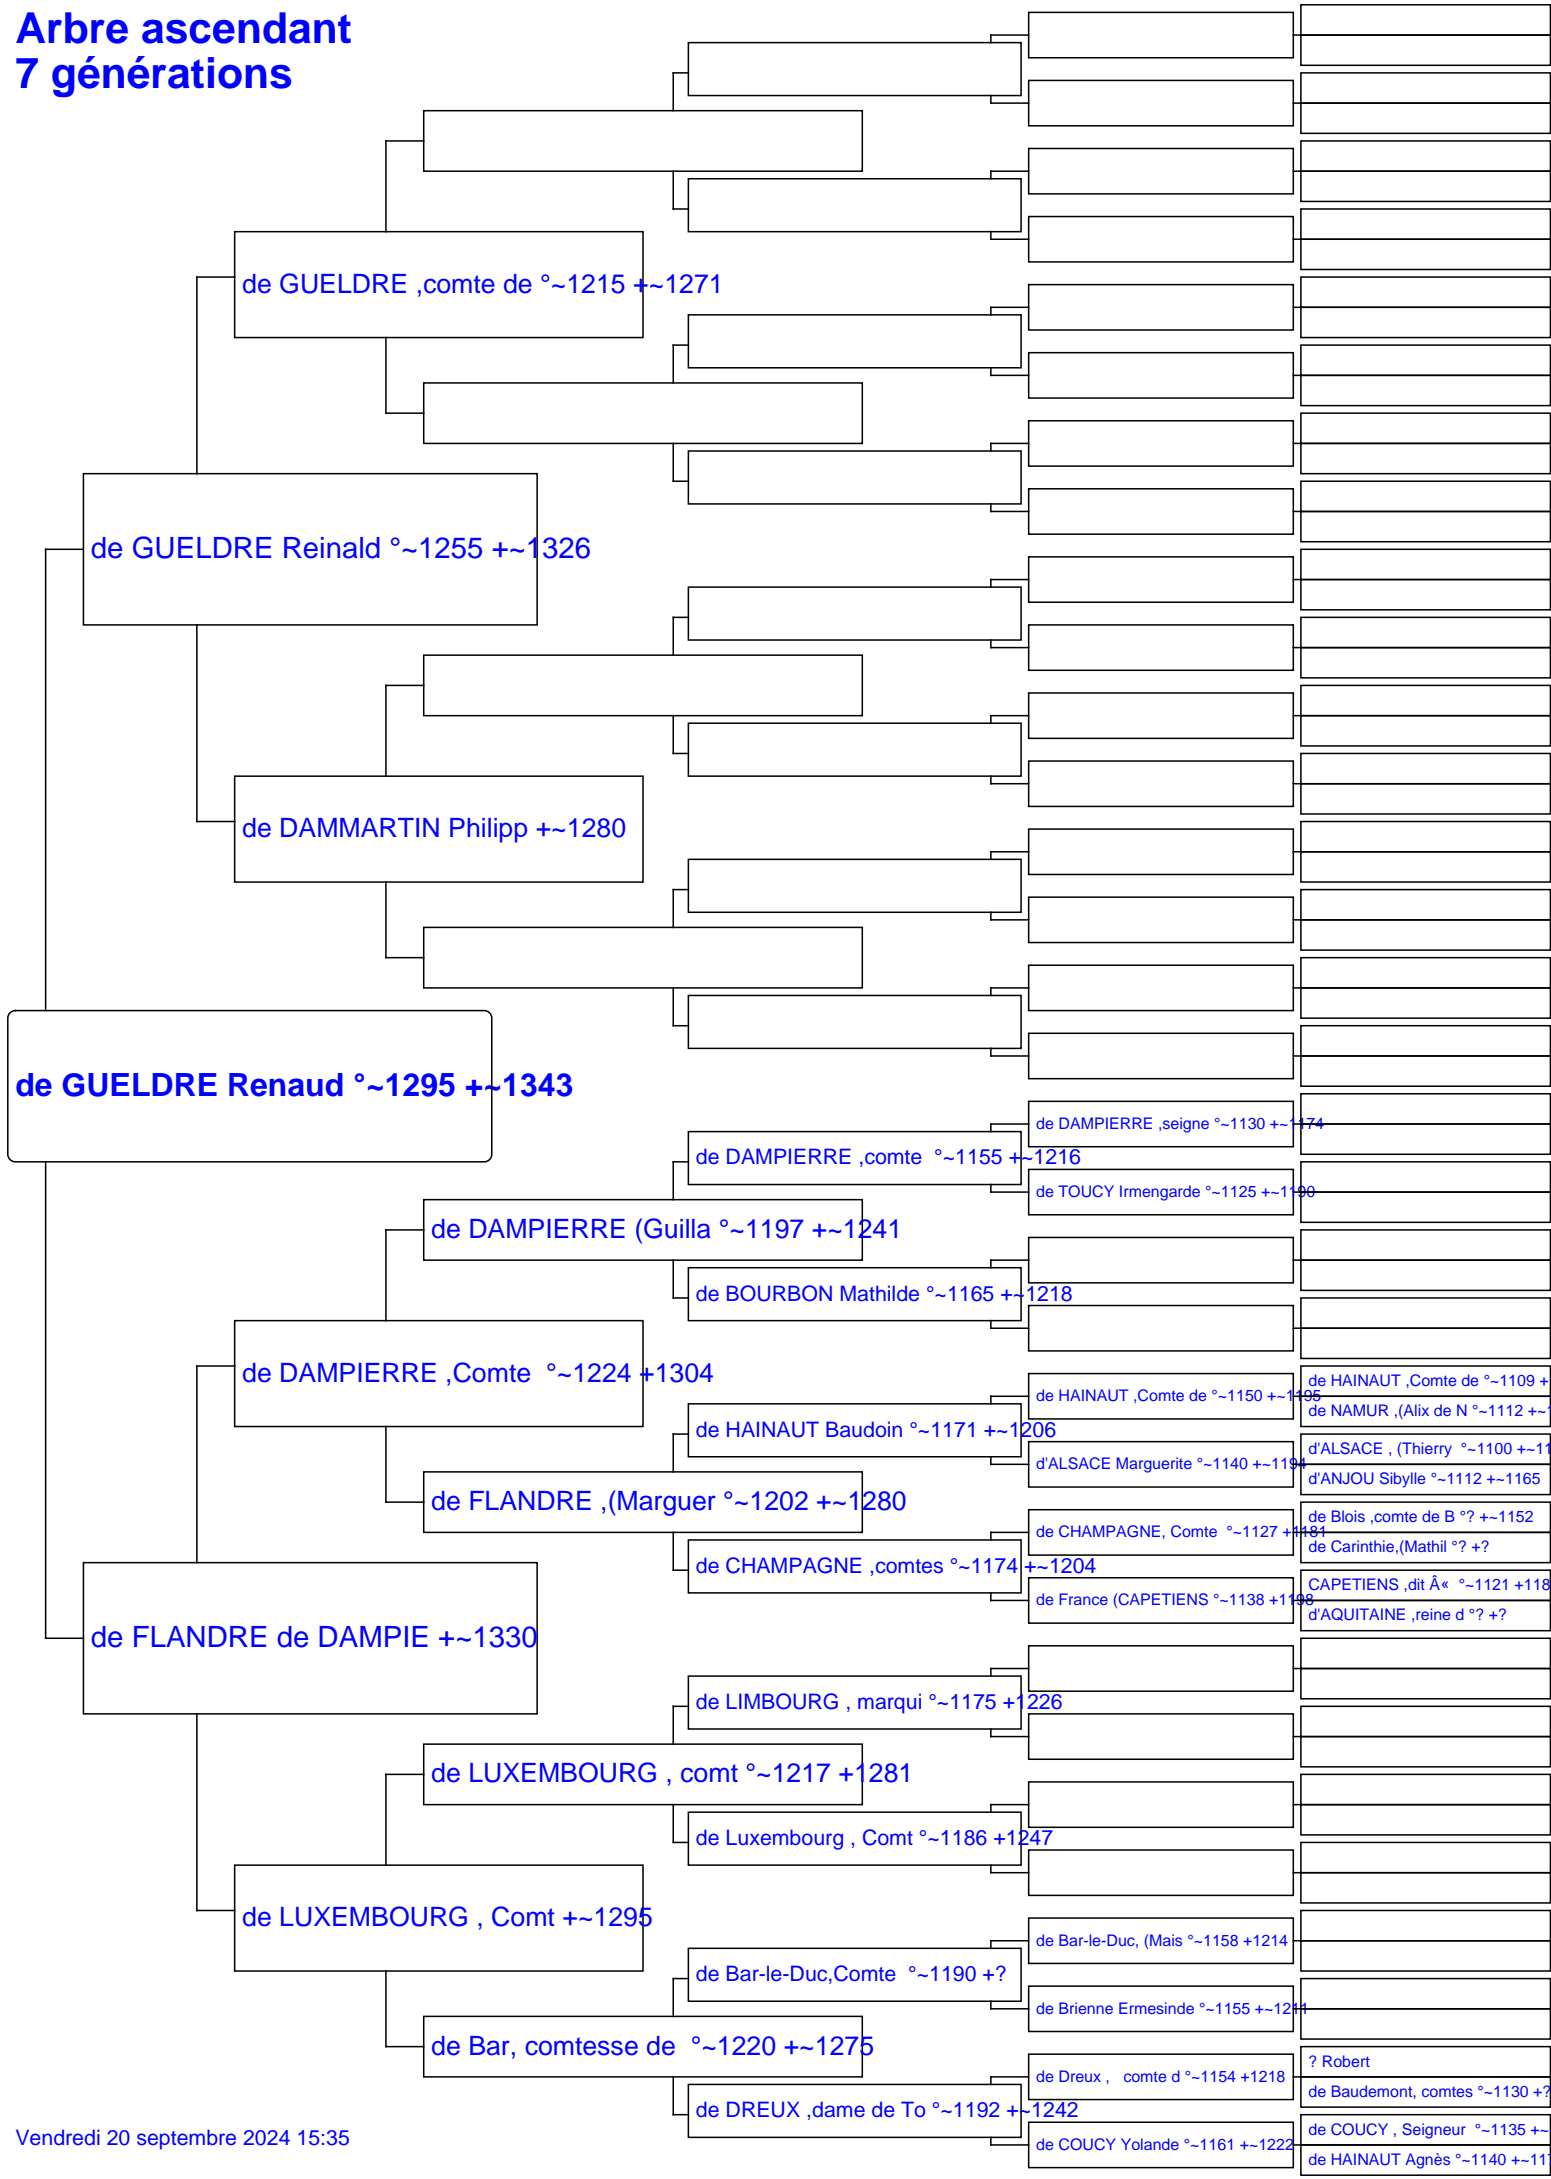 Arbre ascendant
7 générations
de GUELDRE ,comte de °~1215 +~1271
de GUELDRE Reinald °~1255 +~1326
de DAMMARTIN Philipp +~1280
de GUELDRE Renaud °~1295 +~1343
de DAMPIERRE ,seigne °~1130 +~1174
de DAMPIERRE ,comte  °~1155 +~1216
de TOUCY Irmengarde °~1125 +~1190
de DAMPIERRE (Guilla °~1197 +~1241
de BOURBON Mathilde °~1165 +~1218
de DAMPIERRE ,Comte  °~1224 +1304
de HAINAUT ,Comte de °~1109 +
de HAINAUT ,Comte de °~1150 +~1195
de NAMUR ,(Alix de N °~1112 +~1
de HAINAUT Baudoin °~1171 +~1206
d'ALSACE , (Thierry  °~1100 +~11
d'ALSACE Marguerite °~1140 +~1194
d'ANJOU Sibylle °~1112 +~1165
de FLANDRE ,(Marguer °~1202 +~1280
de Blois ,comte de B °? +~1152
de CHAMPAGNE, Comte  °~1127 +1181
de Carinthie,(Mathil °? +?
de CHAMPAGNE ,comtes °~1174 +~1204
CAPETIENS ,dit Â«  °~1121 +118
de France (CAPETIENS °~1138 +1198
d'AQUITAINE ,reine d °? +?
de FLANDRE de DAMPIE +~1330
de LIMBOURG , marqui °~1175 +1226
de LUXEMBOURG , comt °~1217 +1281
de Luxembourg , Comt °~1186 +1247
de LUXEMBOURG , Comt +~1295
de Bar-le-Duc, (Mais °~1158 +1214
de Bar-le-Duc,Comte  °~1190 +?
de Brienne Ermesinde °~1155 +~1211
de Bar, comtesse de  °~1220 +~1275
? Robert
de Dreux ,   comte d °~1154 +1218
de Baudemont, comtes °~1130 +?
de DREUX ,dame de To °~1192 +~1242
de COUCY , Seigneur  °~1135 +~
de COUCY Yolande °~1161 +~1222
de HAINAUT Agnès °~1140 +~11
Vendredi 20 septembre 2024 15:35